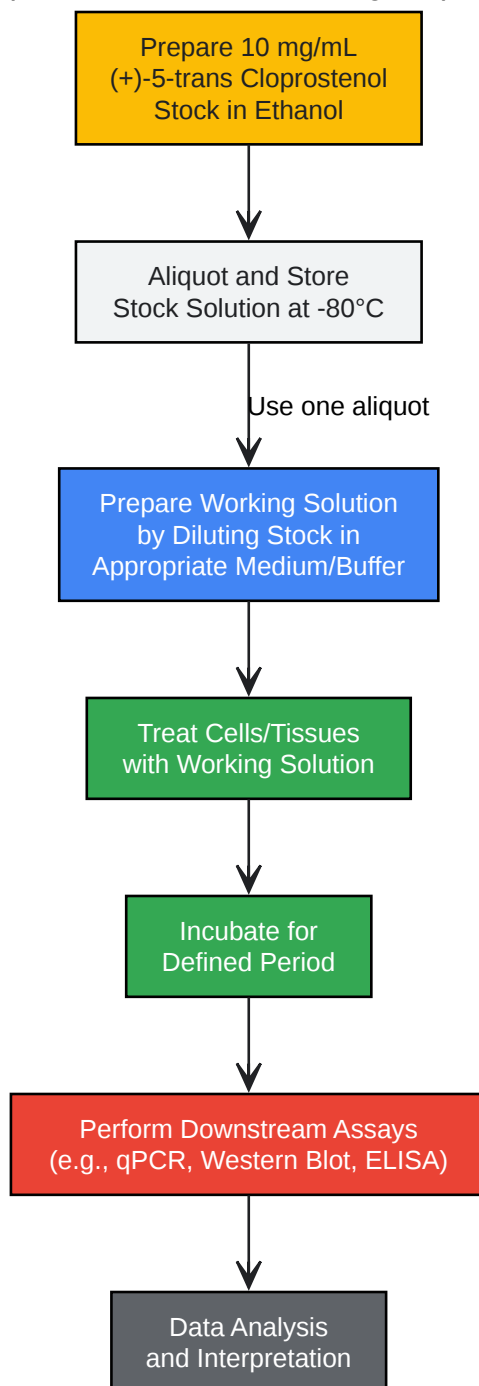 Prepare 10 mg/mL
(+)-5-trans Cloprostenol
Stock in Ethanol
Aliquot and Store
Stock Solution at -80°C
Use one aliquot
Prepare Working Solution
by Diluting Stock in
Appropriate Medium/Buffer
Treat Cells/Tissues
with Working Solution
Incubate for
Defined Period
Perform Downstream Assays
(e.g., qPCR, Western Blot, ELISA)
Data Analysis
and Interpretation